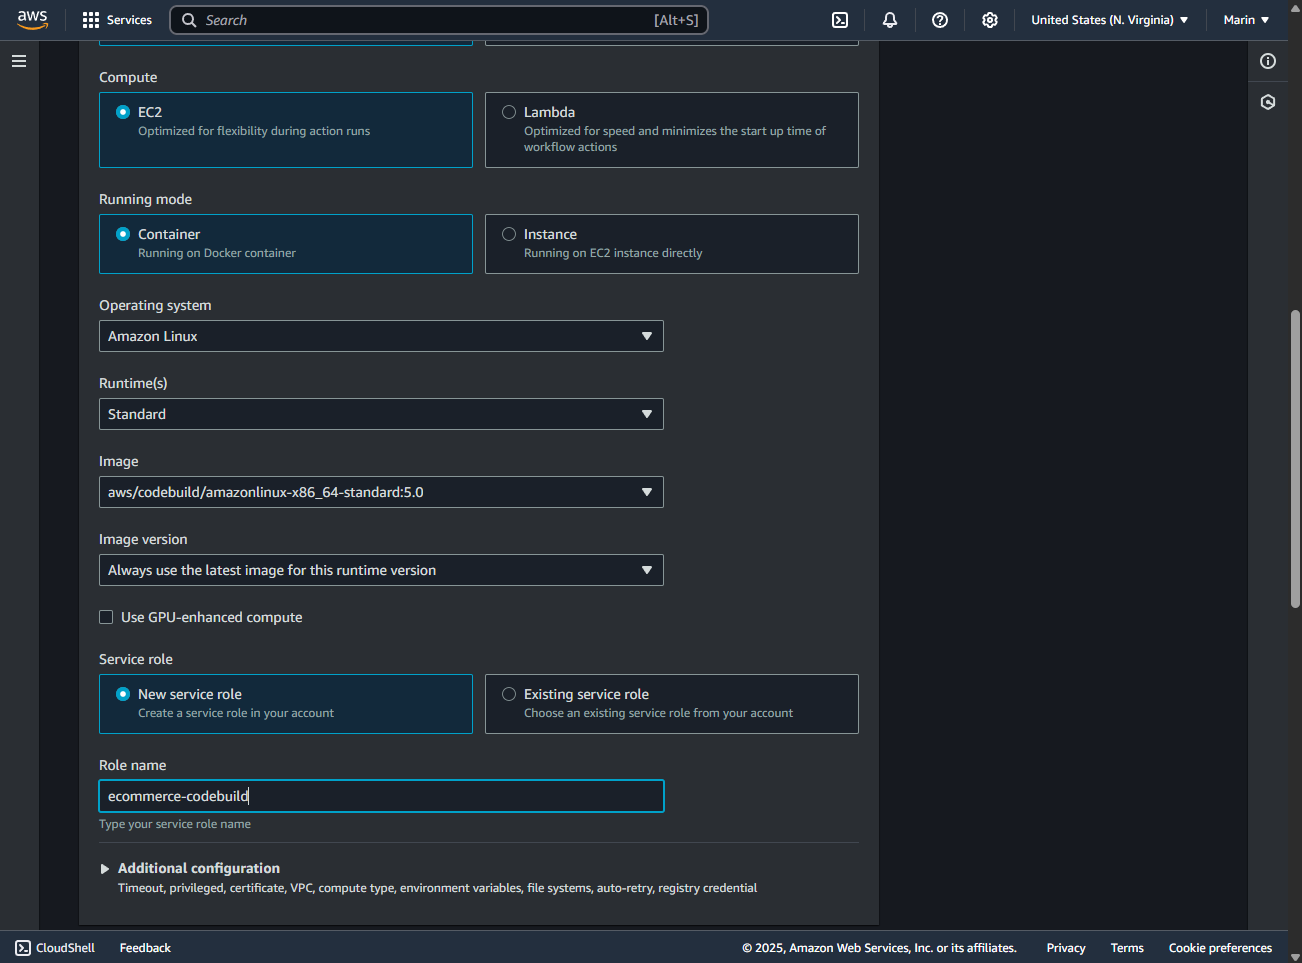 aws
Services
Search
[Alt+S]
United States (N. Virginia)
Marin
Compute
EC2
Optimized for flexibility during action runs
Lambda
Optimized for speed and minimizes the start up time of
workflow actions
Running mode
Container
Running on Docker container
Instance
Running on EC2 instance directly
Operating system
Amazon Linux
Runtime(s)
Standard
Image
aws/codebuild/amazonlinux-x86_64-standard:5.0
Image version
Always use the latest image for this runtime version
Use GPU-enhanced compute
Service role
New service role
Create a service role in your account
Existing service role
Choose an existing service role from your account
Role name
ecommerce-codebuild
Type your service role name
Additional configuration
Timeout, privileged, certificate, VPC, compute type, environment variables, file systems, auto-retry, registry credential
CloudShell
Feedback
© 2025, Amazon Web Services, Inc. or its affiliates.
Privacy
Terms
Cookie preferences